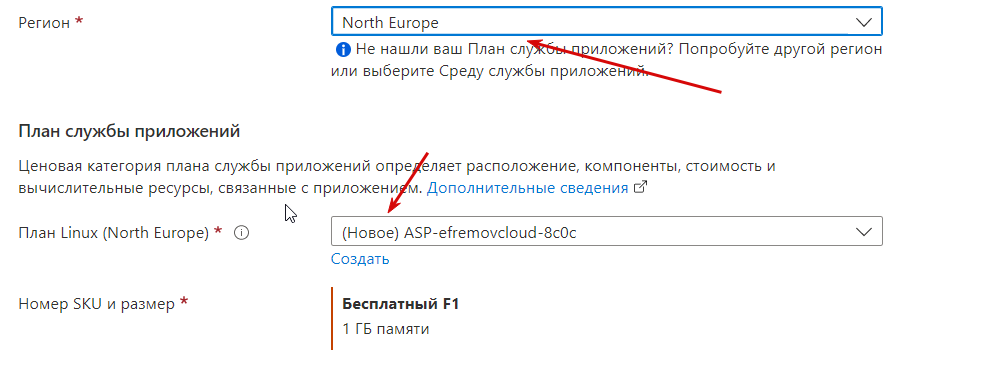 Регион *
North Europe
Не нашли ваш План службы приложений? Попробуйте другой регион
или выберите Среду службы приложений.
План службы приложений
Ценовая категория плана службы приложений определяет расположение, компоненты, стоимость и
вычислительные ресурсы, связанные с приложением. Дополнительные сведения
План Linux (North Europe) *
(Новое) ASP-efremovcloud-8c0c
Создать
Номер SKU и размер *
Бесплатный F1
1 ГБ памяти